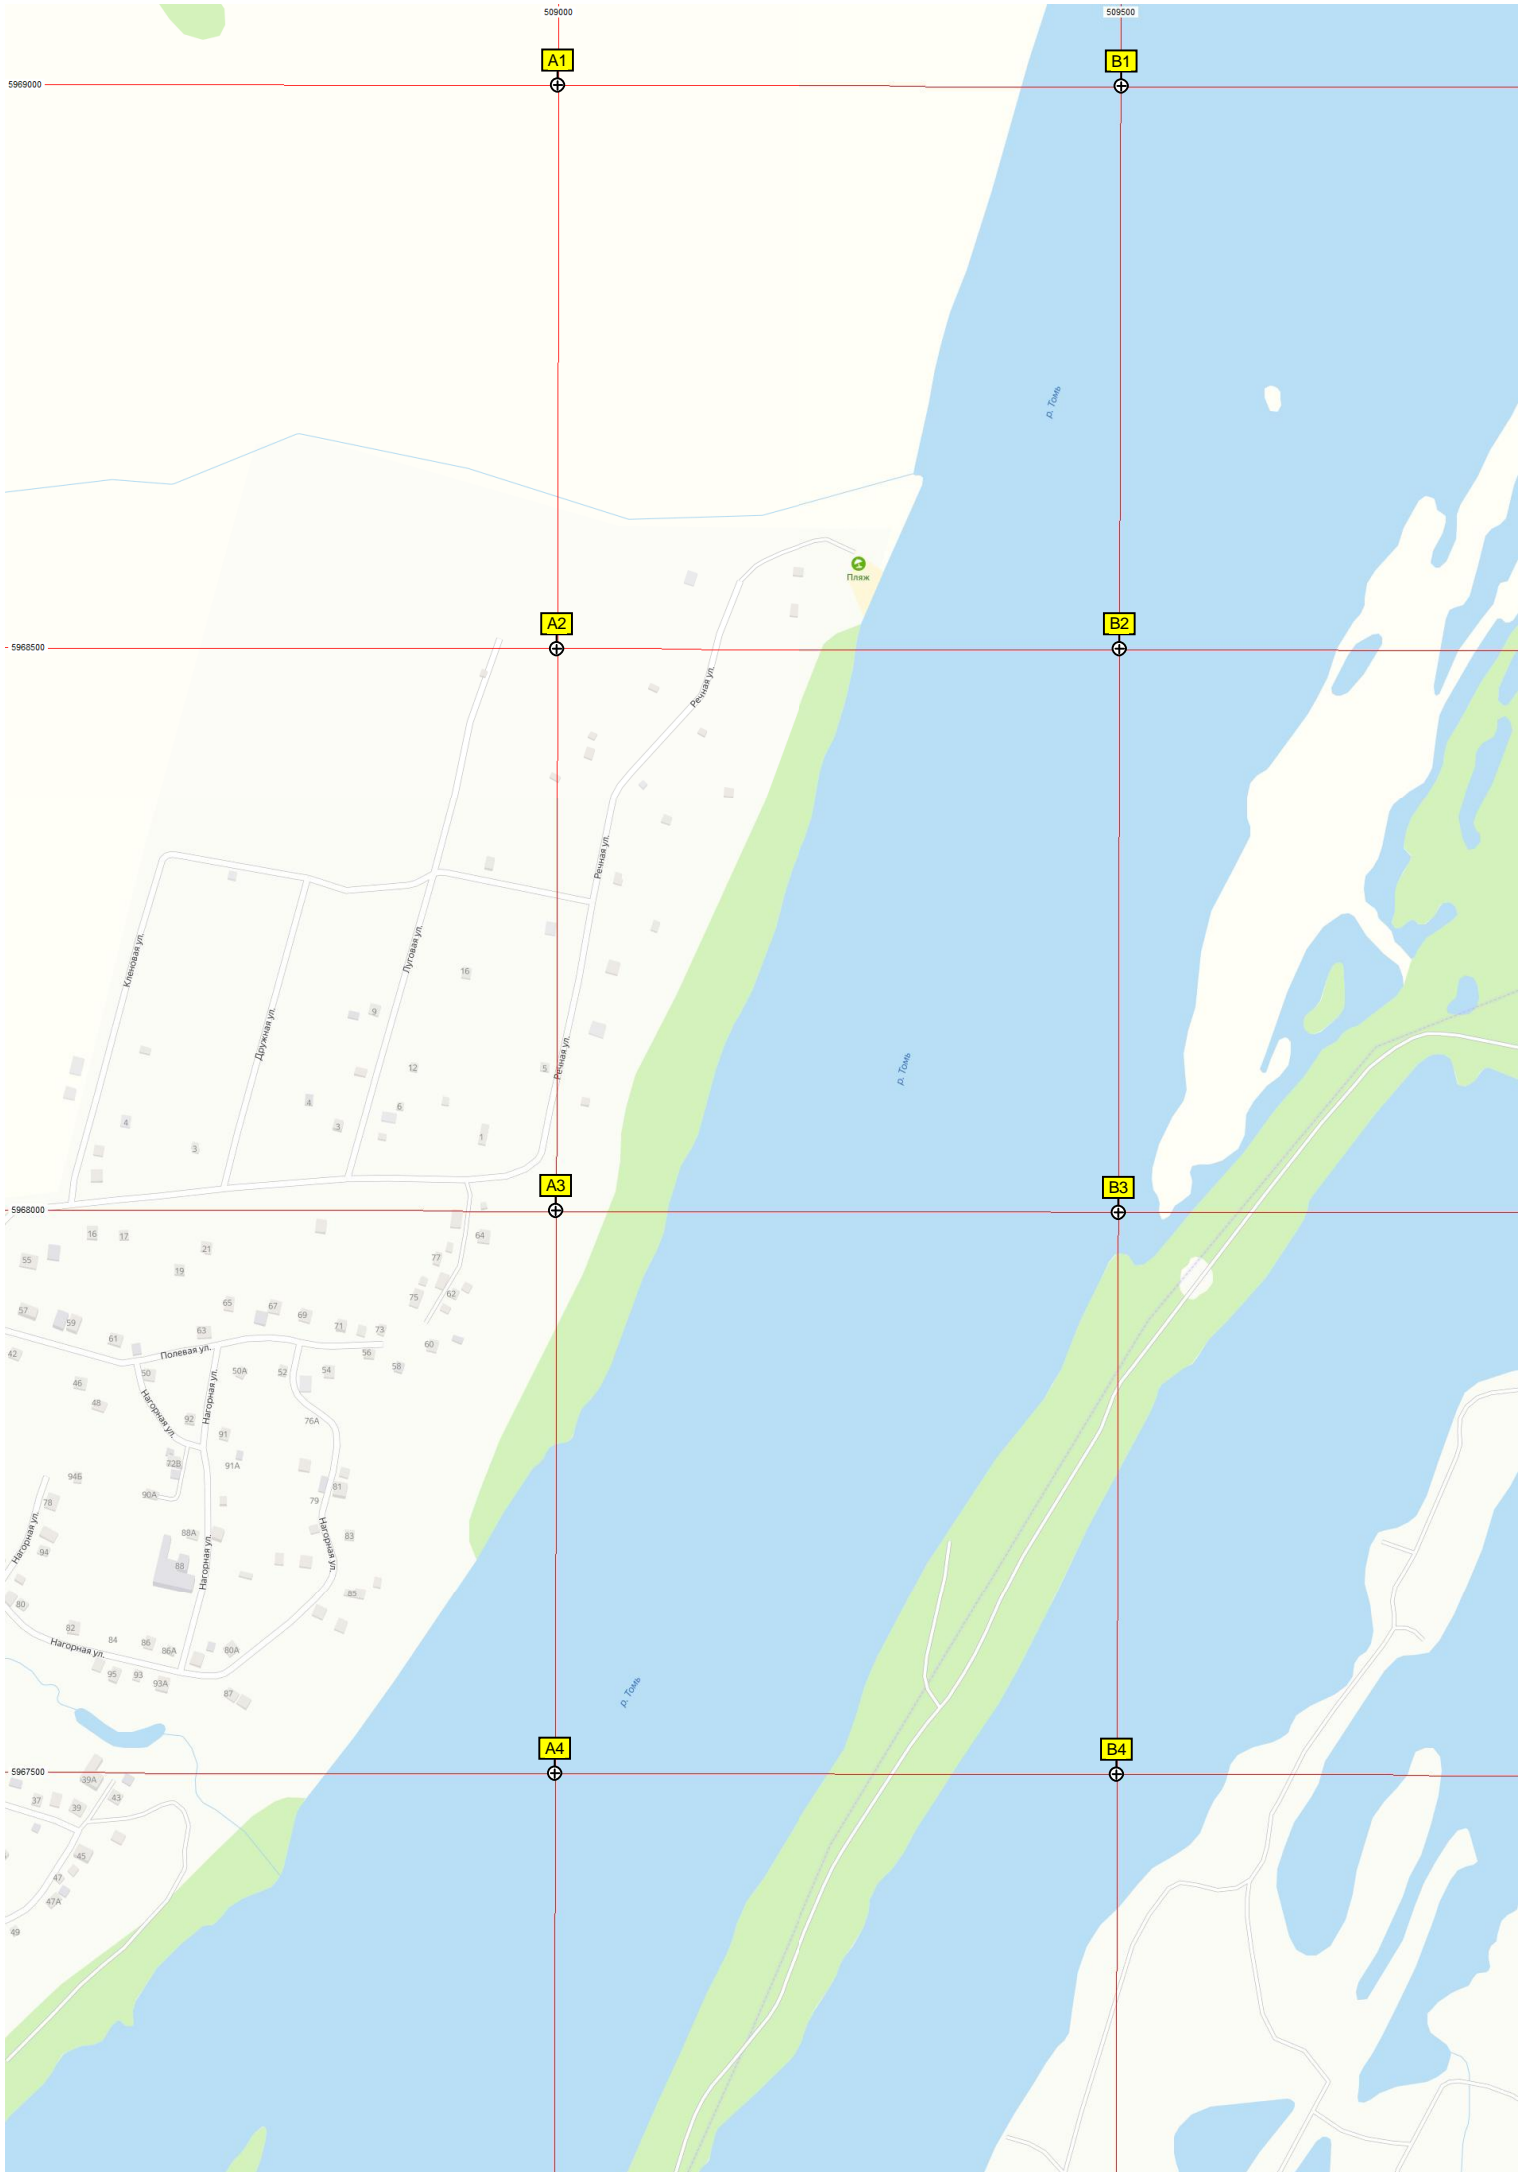 509000
509500
A1
B1
5969000
р. Томь
Пляж
A2
B2
5968500
Речная ул.
Речная ул.
Кленовая ул.
Луговая ул.
16
9
Дружная ул.
Речная ул.
р. Томь
12
5
4
6
4
3
1
3
A3
B3
5968000
16
17
64
21
77
55
19
62
75
65
67
57
69
59
71
73
63
61
60
Полевая ул.
42
56
58
50
50А
52
54
46
Нагорная ул.
Нагорная ул.
48
92
76А
91
72В
91А
94Б
81
90А
78
79
Нагорная ул.
88А
83
Нагорная ул.
94
88
Нагорная ул.
85
80
82
84
86
86А
80А
Нагорная ул.
95
93
93А
87
р. Томь
A4
B4
5967500
39А
37
39
43
45
47
47А
49